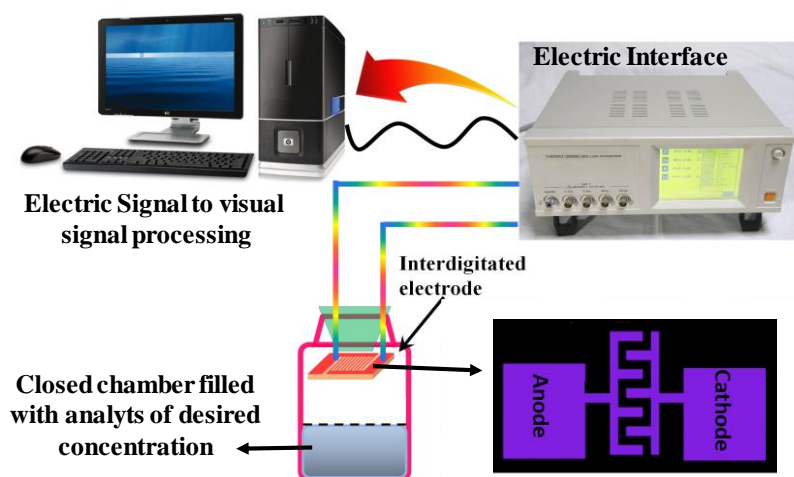 Electric Interface
Electric Signal to visual
signal processing
Interdigitated
electrode
Closed chamber filled
with analyts of desired
concentration
Anode
Cathode